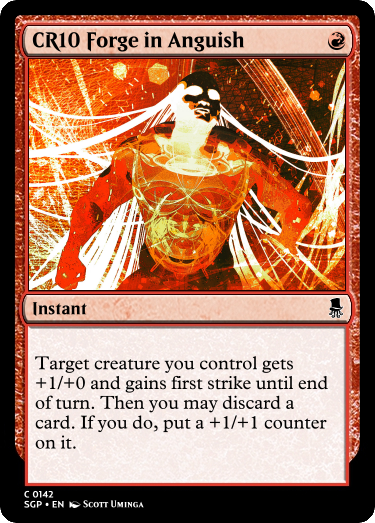 CR10 Forge in Anguish
Instant
Target creature you control gets
+1/+0 and gains first strike until end
of turn. Then you may discard a
card. If you do, put a +1/+1 counter
on it.
C 0142
SGP • EN Scott Uminga